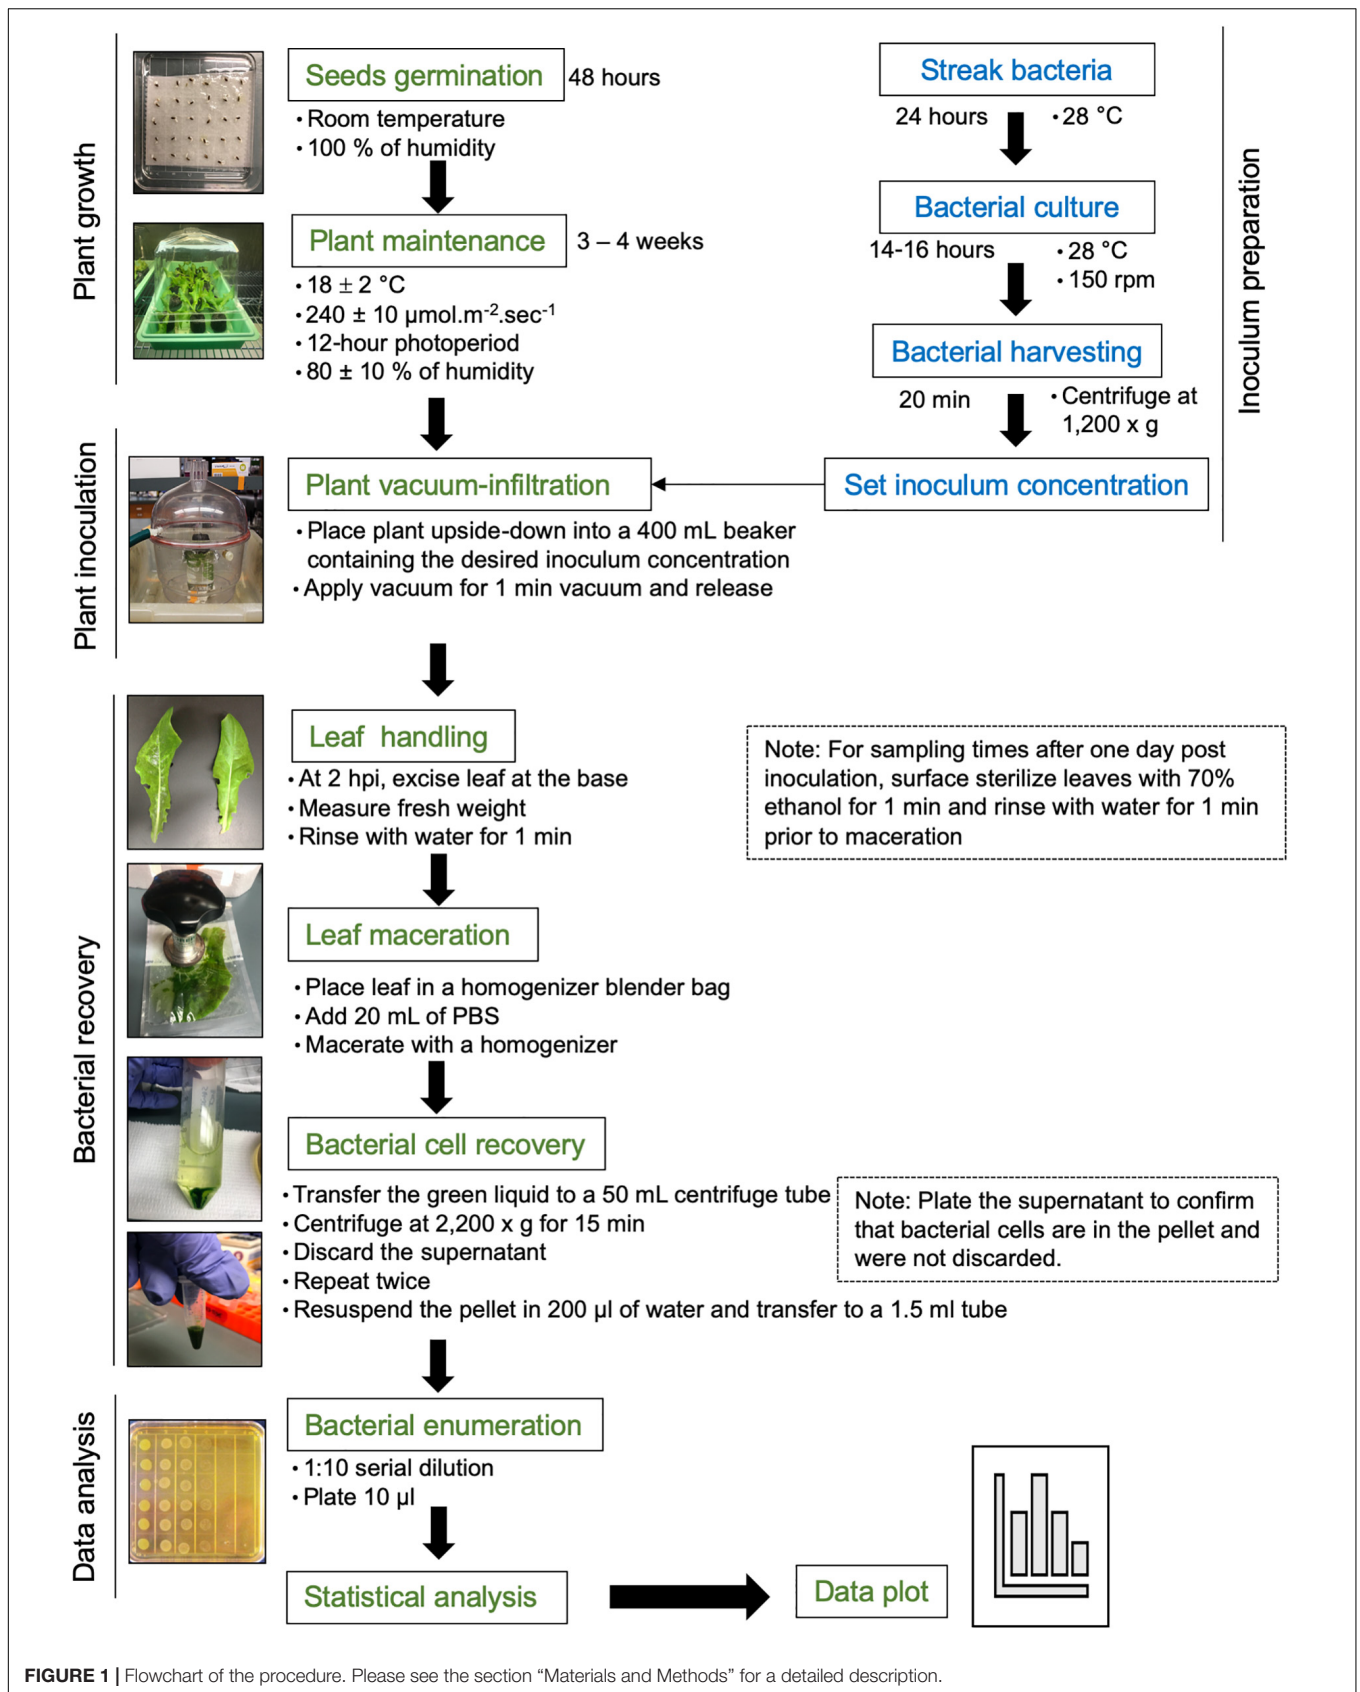 Plant growth
Seeds germination
48 hours
• Room temperature
• 100 % of humidity
Plant maintenance
3 – 4 weeks
• 18 ± 2 °C
• 240 ± 10 µmol.m⁻².sec⁻¹
• 12-hour photoperiod
• 80 ± 10 % of humidity
Inoculum preparation
Streak bacteria
24 hours
• 28 °C
Bacterial culture
14-16 hours
• 28 °C
• 150 rpm
Bacterial harvesting
20 min
• Centrifuge at
1,200 x g
Set inoculum concentration
Plant inoculation
Plant vacuum-infiltration
• Place plant upside-down into a 400 mL beaker
containing the desired inoculum concentration
• Apply vacuum for 1 min vacuum and release
Bacterial recovery
Leaf handling
• At 2 hpi, excise leaf at the base
• Measure fresh weight
• Rinse with water for 1 min
Note: For sampling times after one day post
inoculation, surface sterilize leaves with 70%
ethanol for 1 min and rinse with water for 1 min
prior to maceration
Leaf maceration
• Place leaf in a homogenizer blender bag
• Add 20 mL of PBS
• Macerate with a homogenizer
Bacterial cell recovery
• Transfer the green liquid to a 50 mL centrifuge tube
• Centrifuge at 2,200 x g for 15 min
• Discard the supernatant
• Repeat twice
• Resuspend the pellet in 200 µl of water and transfer to a 1.5 ml tube
Note: Plate the supernatant to confirm
that bacterial cells are in the pellet and
were not discarded.
Data analysis
Bacterial enumeration
• 1:10 serial dilution
• Plate 10 µl
Statistical analysis
Data plot
FIGURE 1 | Flowchart of the procedure. Please see the section “Materials and Methods” for a detailed description.